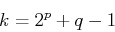 k = 2^p + q − 1